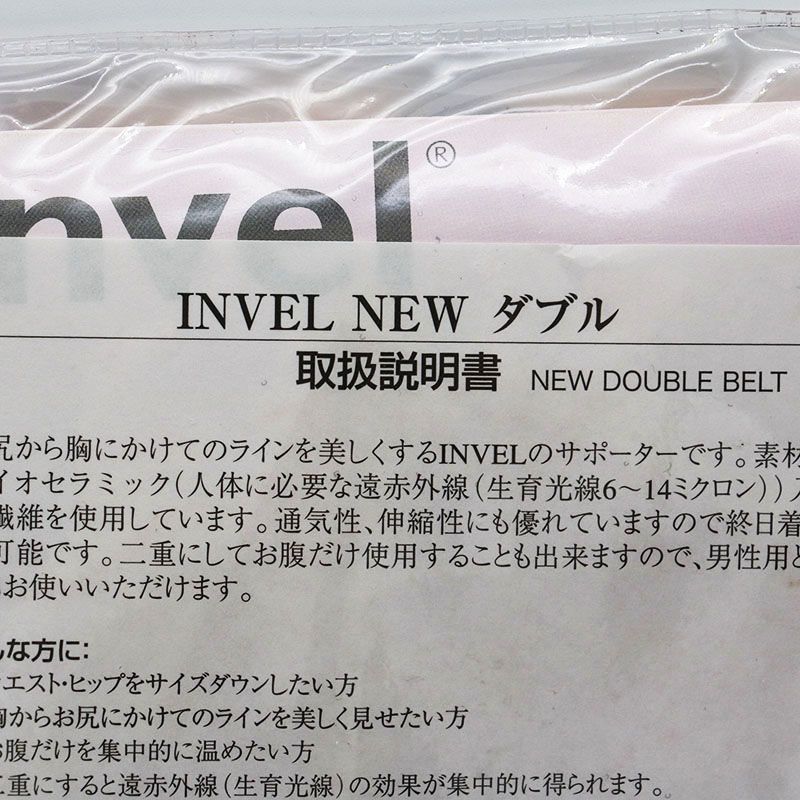 nvel®
INVEL NEW ダブル
取扱説明書 NEW DOUBLE BELT
尻から胸にかけてのラインを美しくするINVELのサポーターです。素材
イオセラミック(人体に必要な遠赤外線(生育光線6〜14ミクロン))入
繊維を使用しています。通気性、伸縮性にも優れていますので終日着
可能です。二重にしてお腹だけ使用することも出来ますので、男性用と
もお使いいただけます。
んな方に:
ウエスト・ヒップをサイズダウンしたい方
胸からお尻にかけてのラインを美しく見せたい方
お腹だけを集中的に温めたい方
二重にすると遠赤外線(生育光線)の効果が集中的に得られます。